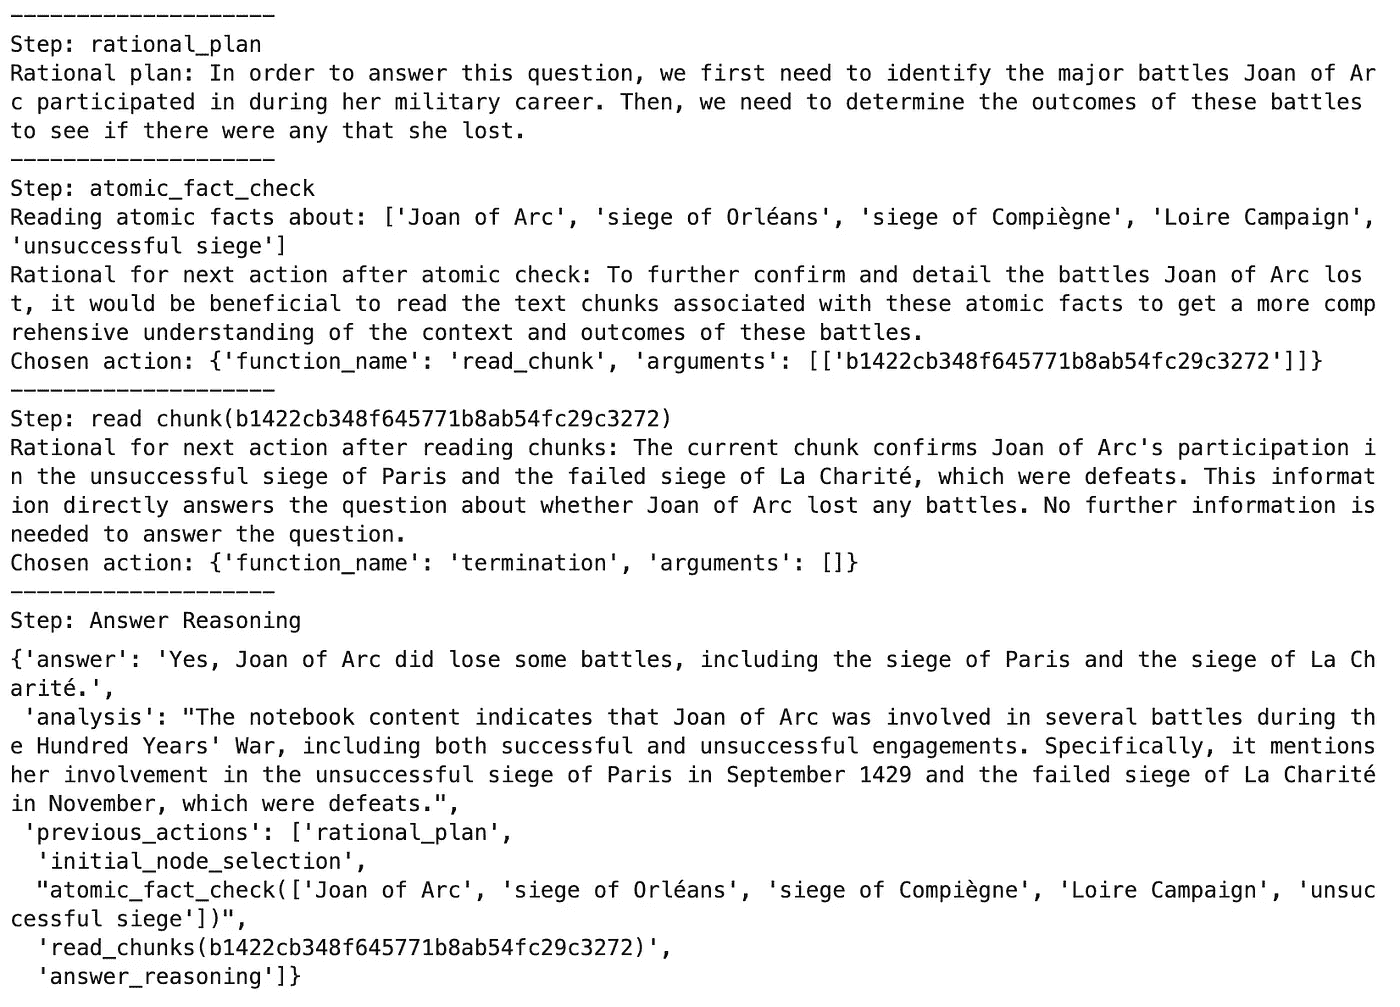 --------------------
Step: rational_plan
Rational plan: In order to answer this question, we first need to identify the major battles Joan of Ar
c participated in during her military career. Then, we need to determine the outcomes of these battles
to see if there were any that she lost.
--------------------
Step: atomic_fact_check
Reading atomic facts about: ['Joan of Arc', 'siege of Orléans', 'siege of Compiègne', 'Loire Campaign',
'unsuccessful siege']
Rational for next action after atomic check: To further confirm and detail the battles Joan of Arc los
t, it would be beneficial to read the text chunks associated with these atomic facts to get a more comp
rehensive understanding of the context and outcomes of these battles.
Chosen action: {'function_name': 'read_chunk', 'arguments': [['b1422cb348f645771b8ab54fc29c3272']]}
--------------------
Step: read chunk(b1422cb348f645771b8ab54fc29c3272)
Rational for next action after reading chunks: The current chunk confirms Joan of Arc's participation i
n the unsuccessful siege of Paris and the failed siege of La Charité, which were defeats. This informat
ion directly answers the question about whether Joan of Arc lost any battles. No further information is
needed to answer the question.
Chosen action: {'function_name': 'termination', 'arguments': []}
--------------------
Step: Answer Reasoning
{'answer': 'Yes, Joan of Arc did lose some battles, including the siege of Paris and the siege of La Ch
arité.',
 'analysis': "The notebook content indicates that Joan of Arc was involved in several battles during th
e Hundred Years' War, including both successful and unsuccessful engagements. Specifically, it mentions
her involvement in the unsuccessful siege of Paris in September 1429 and the failed siege of La Charité
in November, which were defeats.",
 'previous_actions': ['rational_plan',
  'initial_node_selection',
  "atomic_fact_check(['Joan of Arc', 'siege of Orléans', 'siege of Compiègne', 'Loire Campaign', 'unsuc
cessful siege'])",
  'read_chunks(b1422cb348f645771b8ab54fc29c3272)',
  'answer_reasoning']}